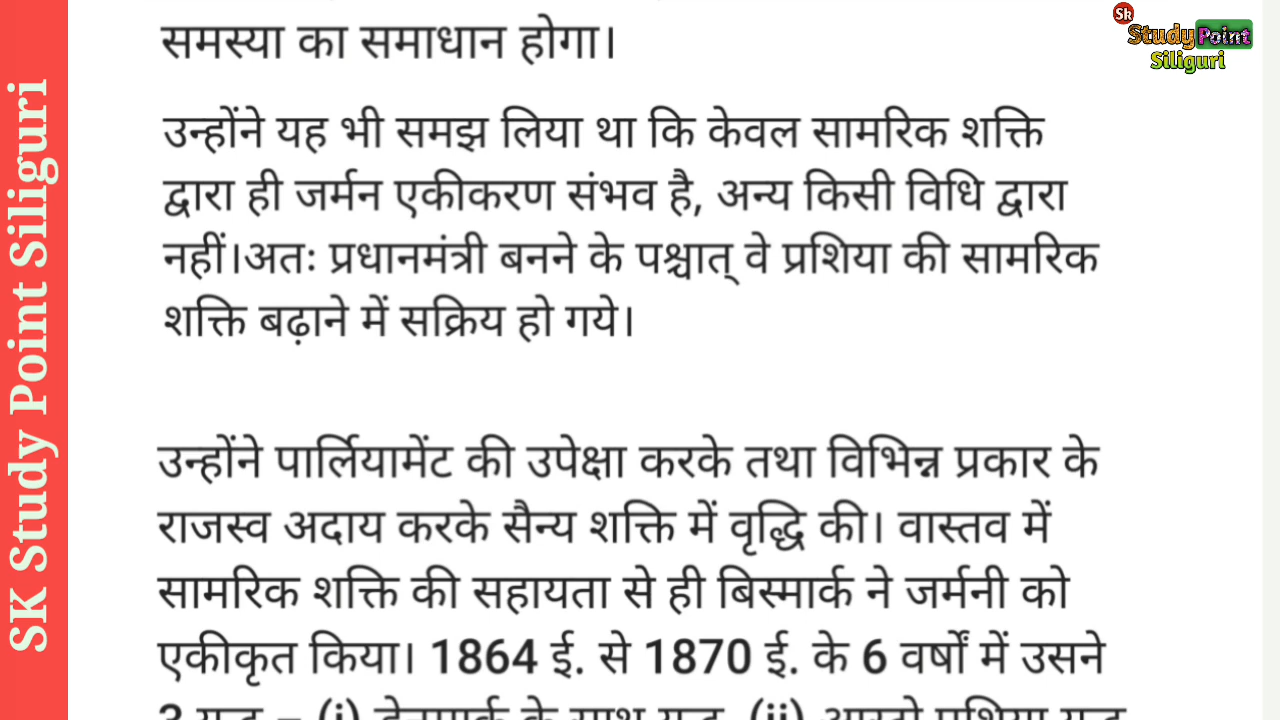 समस्या का समाधान होगा।
उन्होंने यह भी समझ लिया था कि केवल सामरिक शक्ति
द्वारा ही जर्मन एकीकरण संभव है, अन्य किसी विधि द्वारा
नहीं।अतः प्रधानमंत्री बनने के पश्चात् वे प्रशिया की सामरिक
शक्ति बढ़ाने में सक्रिय हो गये।
उन्होंने पार्लियामेंट की उपेक्षा करके तथा विभिन्न प्रकार के
राजस्व अदाय करके सैन्य शक्ति में वृद्धि की। वास्तव में
सामरिक शक्ति की सहायता से ही बिस्मार्क ने जर्मनी को
एकीकृत किया। 1864 ई. से 1870 ई. के 6 वर्षों में उसने
SK Study Point Siliguri
Sk
Study Point
Siliguri